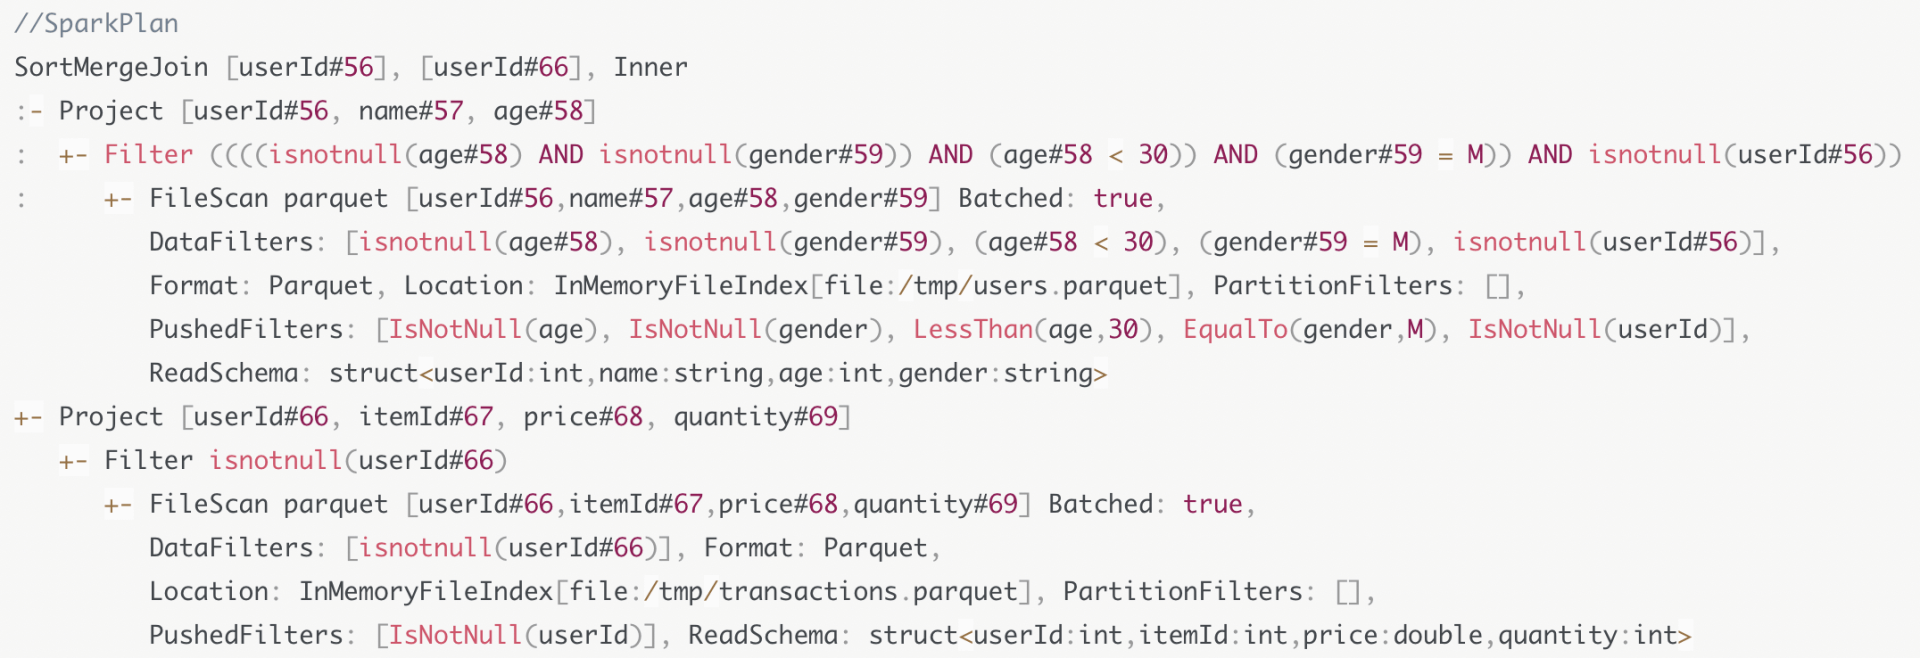 //SparkPlan
SortMergeJoin [userId#56], [userId#66], Inner
:- Project [userId#56, name#57, age#58]
:  +- Filter ((((isnotnull(age#58) AND isnotnull(gender#59)) AND (age#58 < 30)) AND (gender#59 = M)) AND isnotnull(userId#56))
:     +- FileScan parquet [userId#56,name#57,age#58,gender#59] Batched: true,
         DataFilters: [isnotnull(age#58), isnotnull(gender#59), (age#58 < 30), (gender#59 = M), isnotnull(userId#56)],
         Format: Parquet, Location: InMemoryFileIndex[file:/tmp/users.parquet], PartitionFilters: [],
         PushedFilters: [IsNotNull(age), IsNotNull(gender), LessThan(age,30), EqualTo(gender,M), IsNotNull(userId)],
         ReadSchema: struct<userId:int,name:string,age:int,gender:string>
+- Project [userId#66, itemId#67, price#68, quantity#69]
   +- Filter isnotnull(userId#66)
      +- FileScan parquet [userId#66,itemId#67,price#68,quantity#69] Batched: true,
         DataFilters: [isnotnull(userId#66)], Format: Parquet,
         Location: InMemoryFileIndex[file:/tmp/transactions.parquet], PartitionFilters: [],
         PushedFilters: [IsNotNull(userId)], ReadSchema: struct<userId:int,itemId:int,price:double,quantity:int>